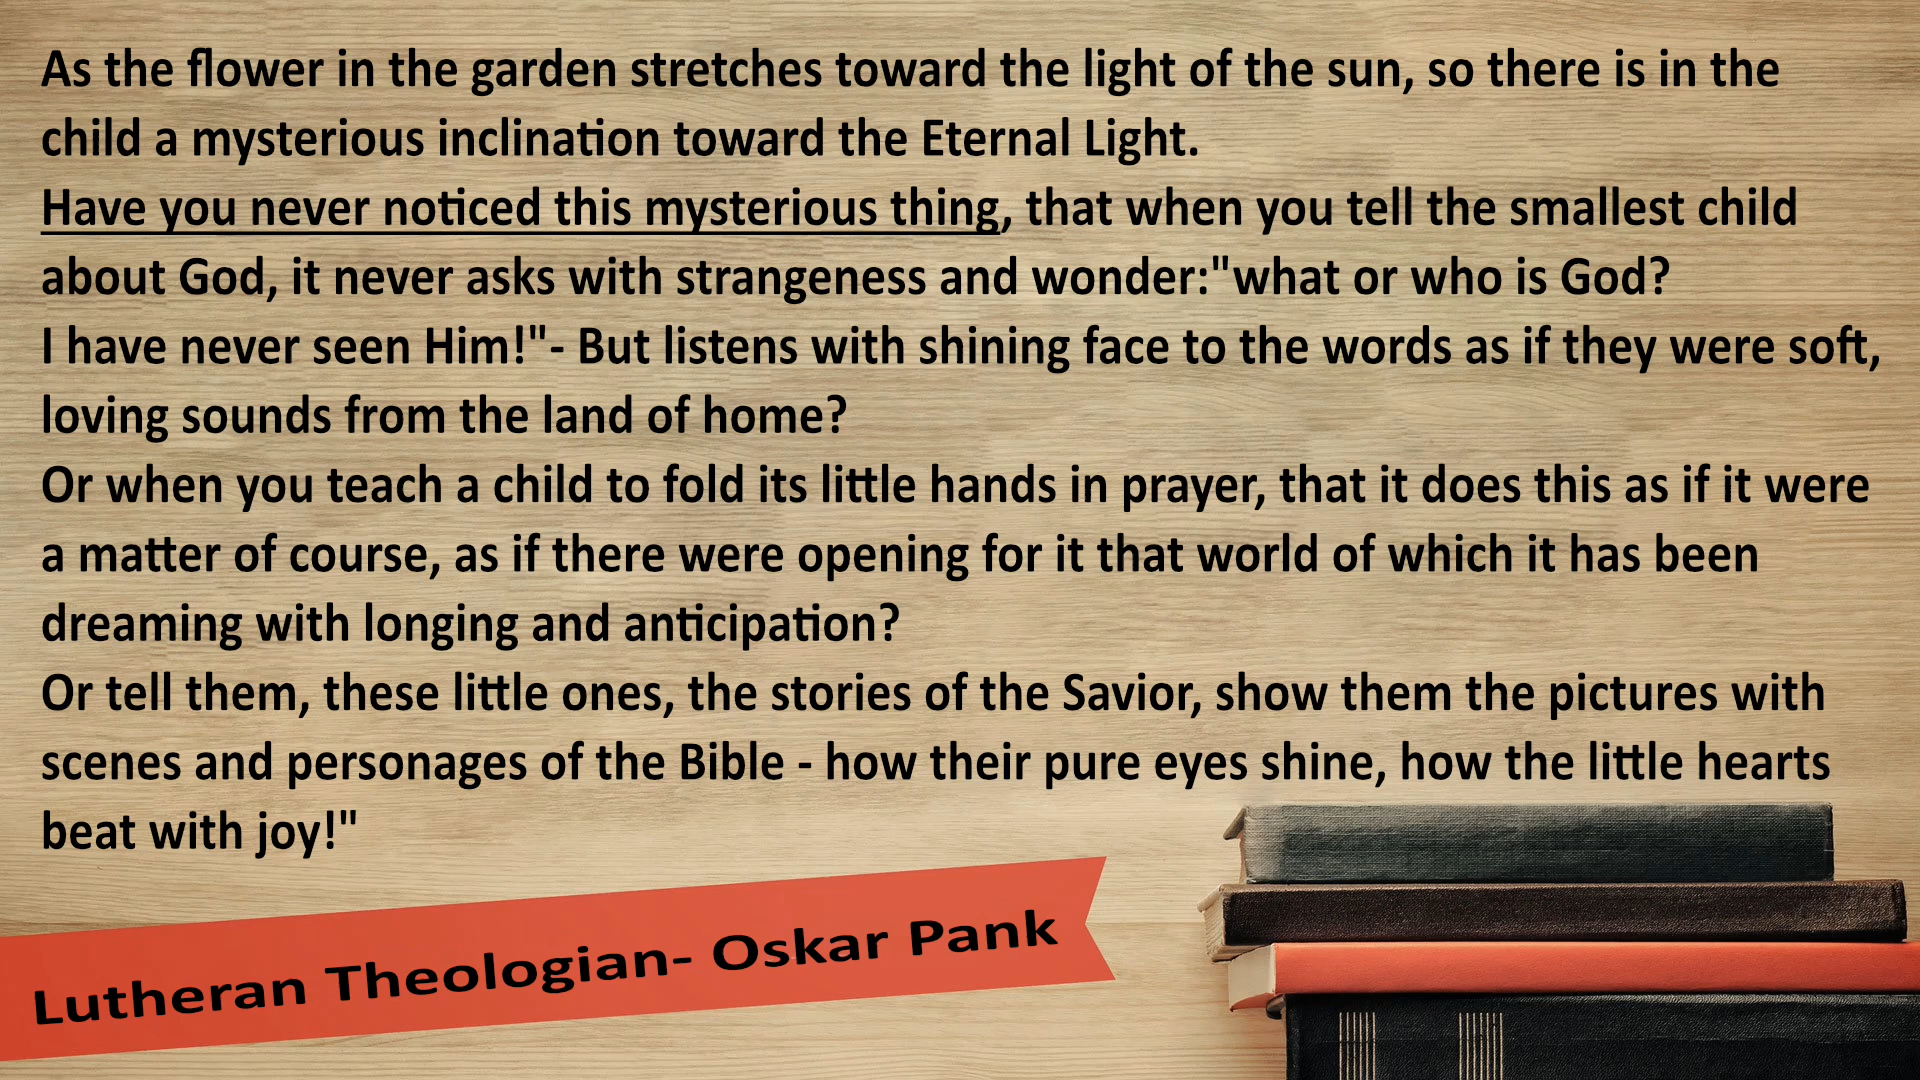 As the flower in the garden stretches toward the light of the sun, so there is in the
child a mysterious inclination toward the Eternal Light.
Have you never noticed this mysterious thing, that when you tell the smallest child
about God, it never asks with strangeness and wonder:"what or who is God?
I have never seen Him!"- But listens with shining face to the words as if they were soft,
loving sounds from the land of home?
Or when you teach a child to fold its little hands in prayer, that it does this as if it were
a matter of course, as if there were opening for it that world of which it has been
dreaming with longing and anticipation?
Or tell them, these little ones, the stories of the Savior, show them the pictures with
scenes and personages of the Bible - how their pure eyes shine, how the little hearts
beat with joy!"
Lutheran Theologian- Oskar Pank